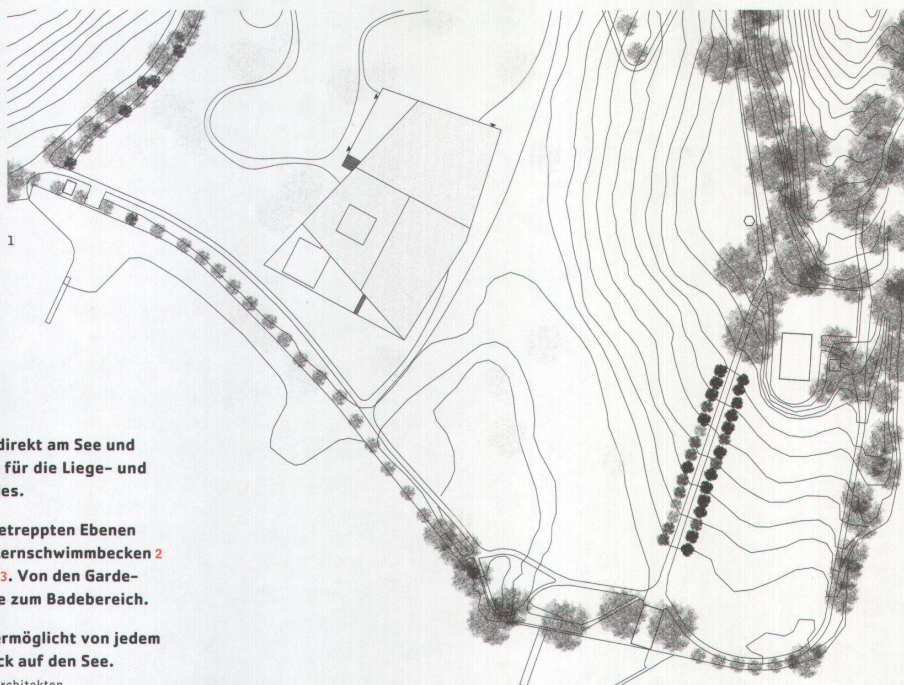 1
direkt am See und
für die Liege- und
es.
etreppten Ebenen
ernschwimmbecken 2
3. Von den Garde-
e zum Badebereich.
ermöglicht von jedem
ck auf den See.
rchitekten